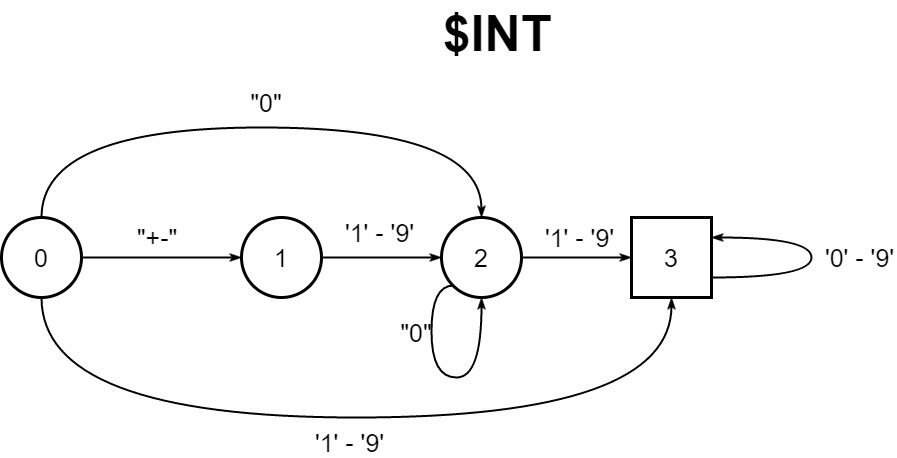 $INT
"0"
0
"+-"
1
'1' - '9'
2
'1' - '9'
3
'0' - '9'
"0"
'1' - '9'